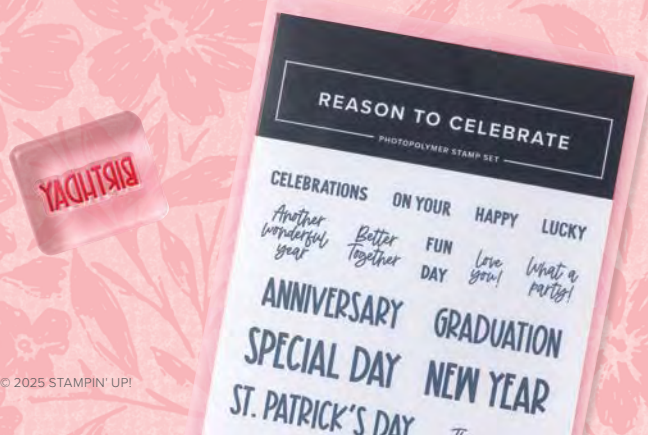 REASON TO CELEBRATE
PHOTOPOLYMER STAMP SET
CELEBRATIONS ON YOUR HAPPY LUCKY
Another wonderful year
Better Together
FUN
DAY
love you!
What a party!
ANNIVERSARY GRADUATION
SPECIAL DAY NEW YEAR
ST. PATRICK'S DAY
BIRTHDAY
© 2025 STAMPIN' UP!